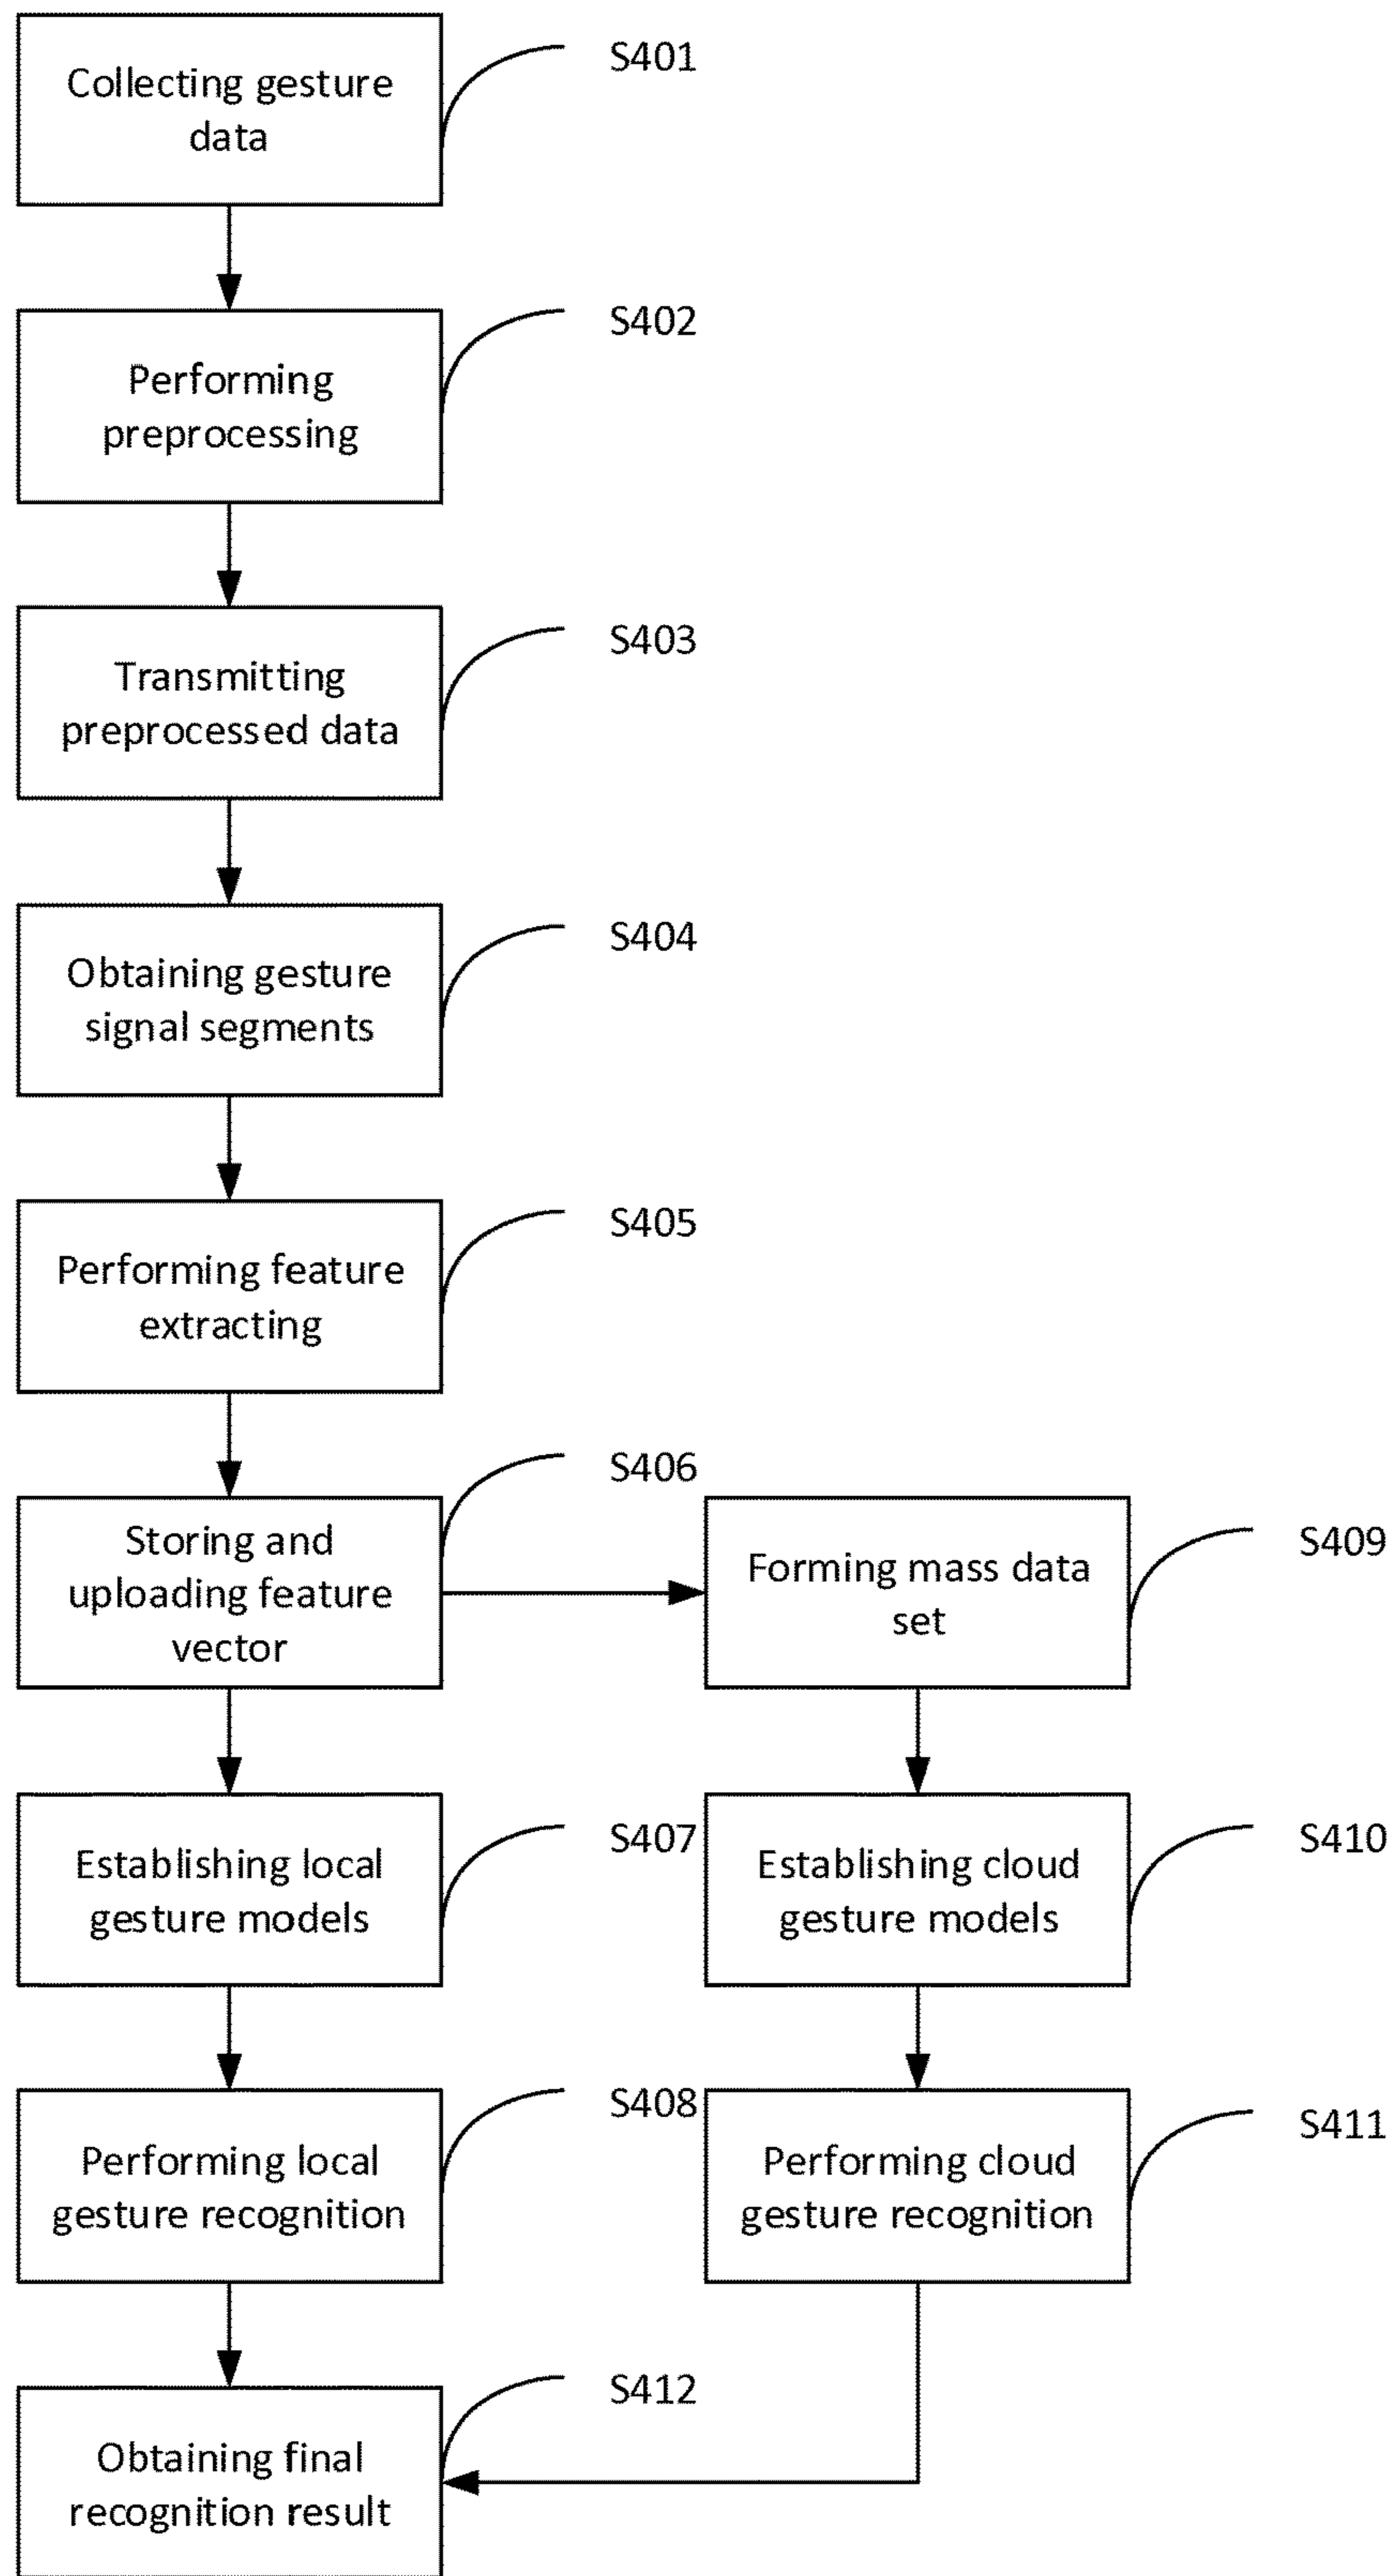 Collecting gesture
data
S401
Performing
preprocessing
S402
Transmitting
preprocessed data
S403
Obtaining gesture
signal segments
S404
Performing feature
extracting
S405
Storing and
uploading feature
vector
S406
Forming mass data
set
S409
Establishing local
gesture models
S407
Establishing cloud
gesture models
S410
Performing local
gesture recognition
S408
Performing cloud
gesture recognition
S411
Obtaining final
recognition result
S412